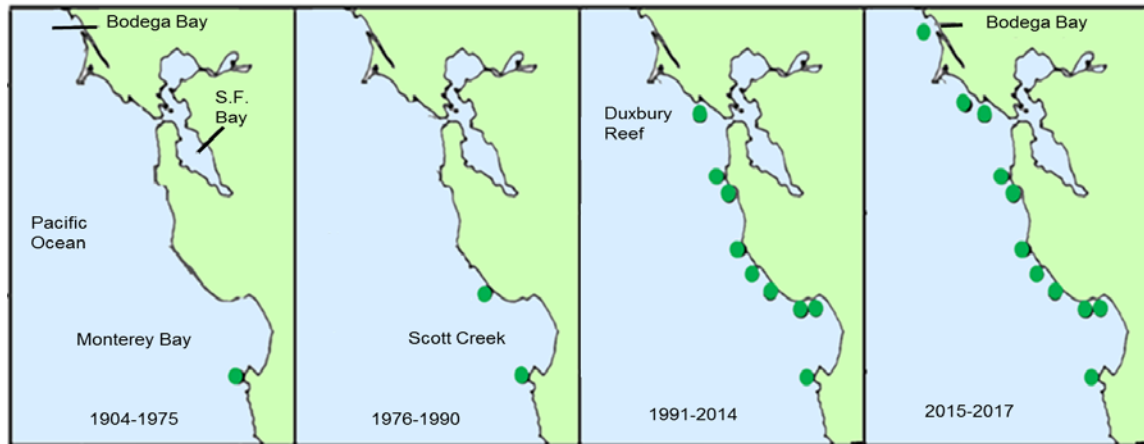 Bodega Bay
S.F.
Bay
Pacific
Ocean
Monterey Bay
1904-1975
Scott Creek
1976-1990
Duxbury
Reef
1991-2014
Bodega Bay
2015-2017